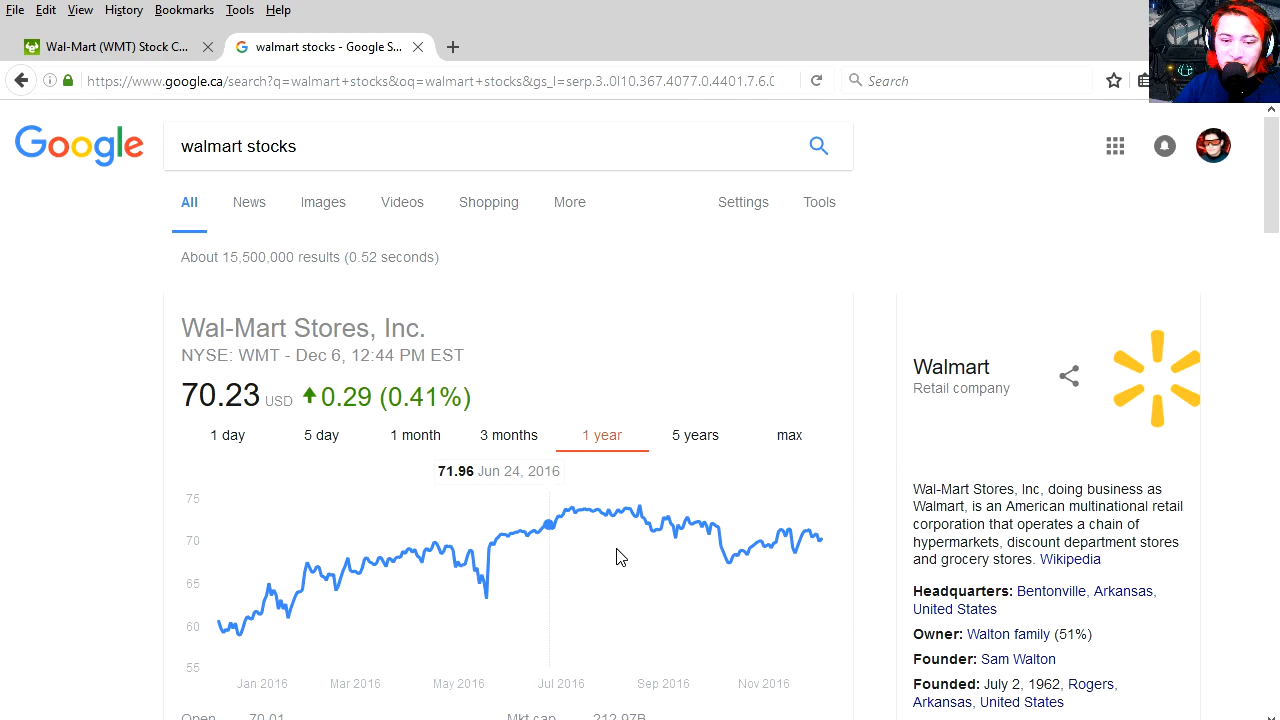 File Edit View History Bookmarks Tools Help
Wal-Mart (WMT) Stock C... walmart stocks - Google S...
https://www.google.ca/search?q=walmart+stocks&oq=walmart+stocks&gs_l=serp.3..0l10.367.4077.0.4401.7.6.0 Search
Google walmart stocks
All News Images Videos Shopping More Settings Tools
About 15,500,000 results (0.52 seconds)
Wal-Mart Stores, Inc.
NYSE: WMT - Dec 6, 12:44 PM EST
70.23 USD 0.29 (0.41%)
1 day 5 day 1 month 3 months 1 year 5 years max
71.96 Jun 24, 2016
75
70
65
60
55
Jan 2016 Mar 2016 May 2016 Jul 2016 Sep 2016 Nov 2016
Open 70.01 Mkt cap 212.97B
Walmart
Retail company
Wal-Mart Stores, Inc, doing business as
Walmart, is an American multinational retail
corporation that operates a chain of
hypermarkets, discount department stores
and grocery stores. Wikipedia
Headquarters: Bentonville, Arkansas,
United States
Owner: Walton family (51%)
Founder: Sam Walton
Founded: July 2, 1962, Rogers,
Arkansas, United States